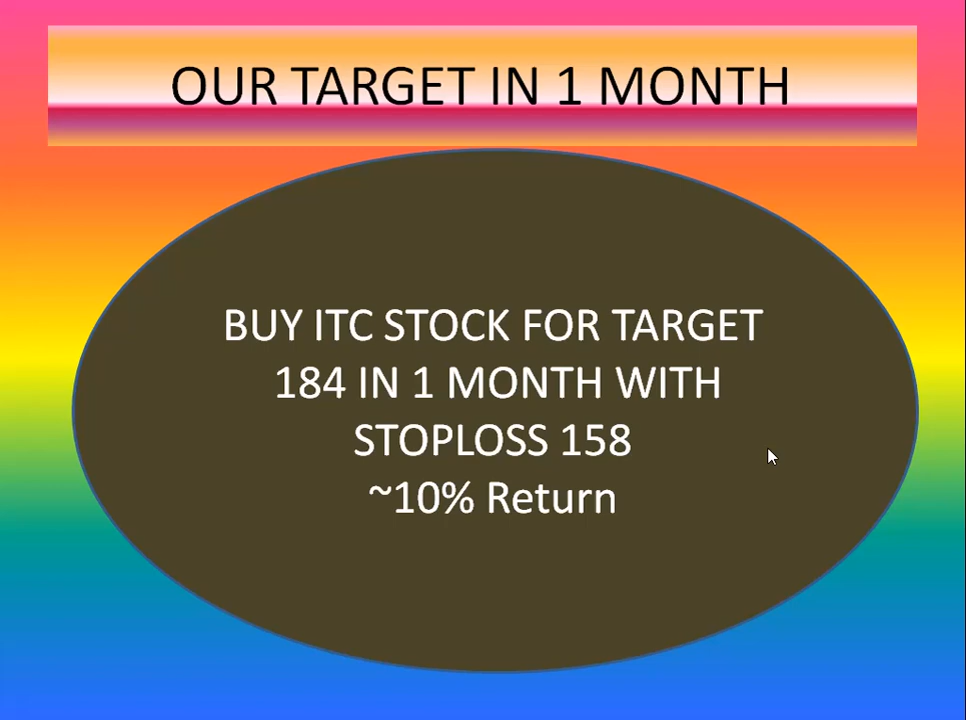 OUR TARGET IN 1 MONTH
BUY ITC STOCK FOR TARGET
184 IN 1 MONTH WITH
STOPLOSS 158
~10% Return